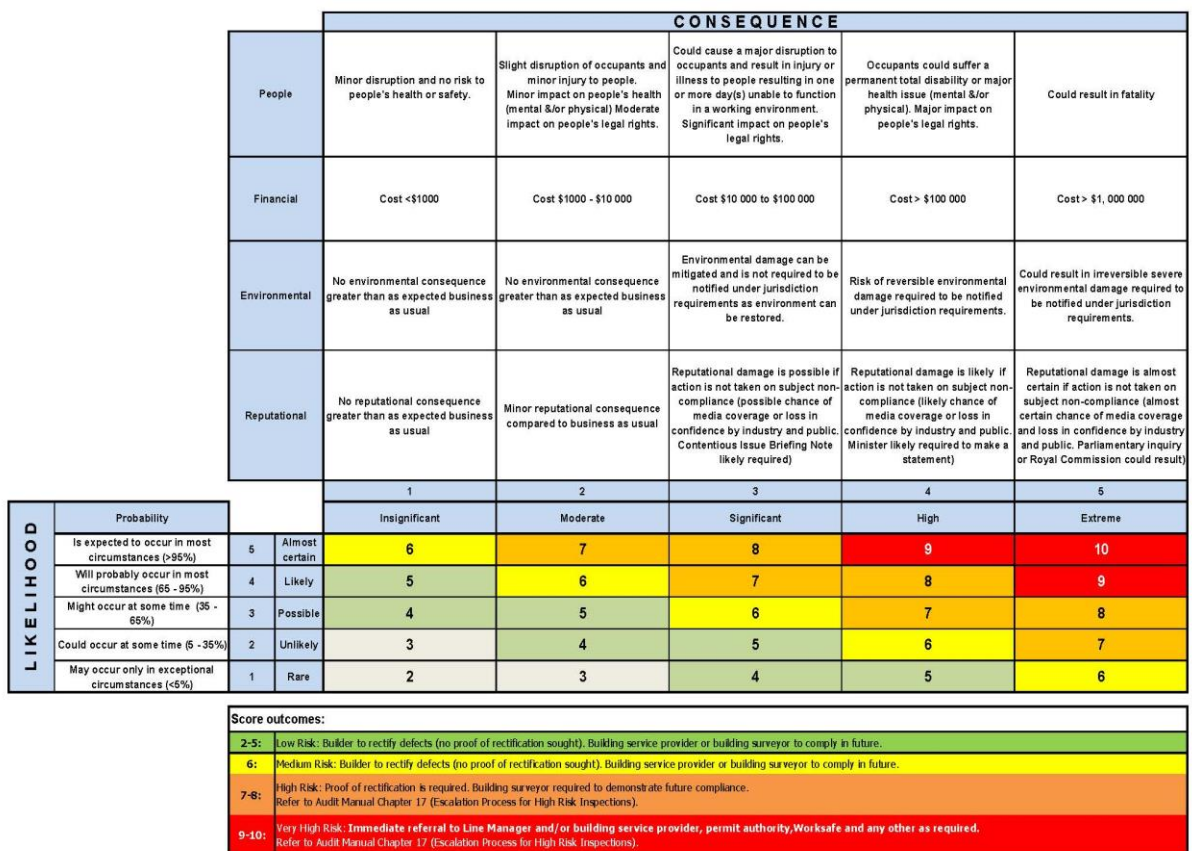 CONSEQUENCE
People
Minor disruption and no risk to
people's health or safety.
Slight disruption of occupants and
minor injury to people.
Minor impact on people's health
(mental &/or physical) Moderate
impact on people's legal rights.
Could cause a major disruption to
occupants and result in injury or
illness to people resulting in one
or more day(s) unable to function
in a working environment.
Significant impact on people's
legal rights.
Occupants could suffer a
permanent total disability or major
health issue (mental &/or
physical). Major impact on
people's legal rights.
Could result in fatality
Financial
Cost <$1000
Cost $1000 - $10 000
Cost $10 000 to $100 000
Cost > $100 000
Cost > $1, 000 000
Environmental
No environmental consequence
greater than as expected business
as usual
No environmental consequence
greater than as expected business
as usual
Environmental damage can be
mitigated and is not required to be
notified under jurisdiction
requirements as environment can
be restored.
Risk of reversible environmental
damage required to be notified
under jurisdiction requirements.
Could result in irreversible severe
environmental damage required to
be notified under jurisdiction
requirements.
Reputational
No reputational consequence
greater than as expected business
as usual
Minor reputational consequence
compared to business as usual
Reputational damage is possible if
action is not taken on subject non-
compliance (possible chance of
media coverage or loss in
confidence by industry and public.
Contentious Issue Briefing Note
likely required)
Reputational damage is likely if
action is not taken on subject non-
compliance (likely chance of
media coverage or loss in
confidence by industry and public.
Minister likely required to make a
statement)
Reputational damage is almost
certain if action is not taken on
subject non-compliance (almost
certain chance of media coverage
and loss in confidence by industry
and public. Parliamentary inquiry
or Royal Commission could result)
1 2 3 4 5
LIKELIHOOD
Probability
Insignificant Moderate Significant High Extreme
Is expected to occur in most
circumstances (>95%)
5
Almost
certain
6 7 8 9 10
Will probably occur in most
circumstances (65 - 95%)
4 Likely 5 6 7 8 9
Might occur at some time (35 -
65%)
3 Possible 4 5 6 7 8
Could occur at some time (5 - 35%) 2 Unlikely 3 4 5 6 7
May occur only in exceptional
circumstances (<5%)
1 Rare 2 3 4 5 6
Score outcomes:
2-5: Low Risk: Builder to rectify defects (no proof of rectification sought). Building service provider or building surveyor to comply in future.
6: Medium Risk: Builder to rectify defects (no proof of rectification sought). Building service provider or building surveyor to comply in future.
7-8: High Risk: Proof of rectification is required. Building surveyor required to demonstrate future compliance.
Refer to Audit Manual Chapter 17 (Escalation Process for High Risk Inspections).
9-10: Very High Risk: Immediate referral to Line Manager and/or building service provider, permit authority,Worksafe and any other as required.
Refer to Audit Manual Chapter 17 (Escalation Process for High Risk Inspections).